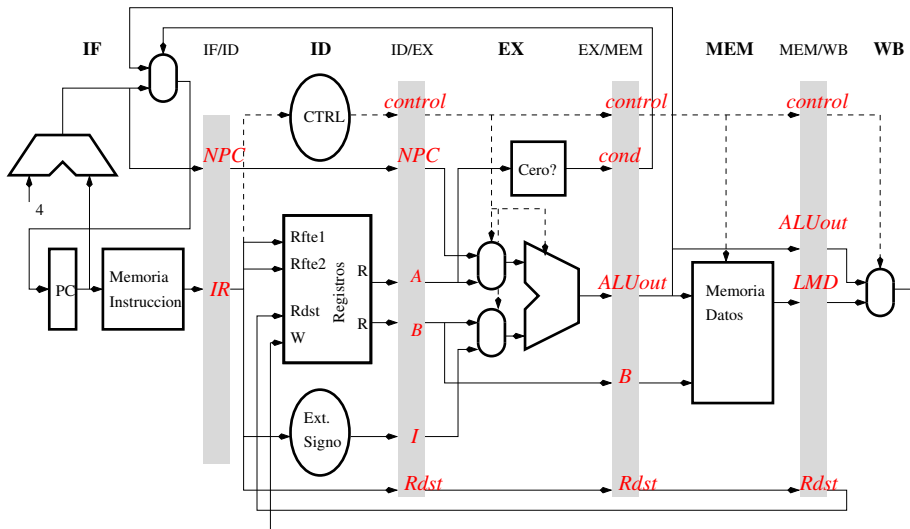 IF
IF/ID
ID
ID/EX
EX
EX/MEM
MEM
MEM/WB
WB
CTRL
control
control
control
NPC
NPC
Cero?
cond
4
PC
Memoria
Instruccion
IR
Rfte1
Rfte2
Rdst
W
Registros
R
R
A
B
ALUout
ALUout
LMD
Memoria
Datos
B
Ext.
Signo
I
Rdst
Rdst
Rdst